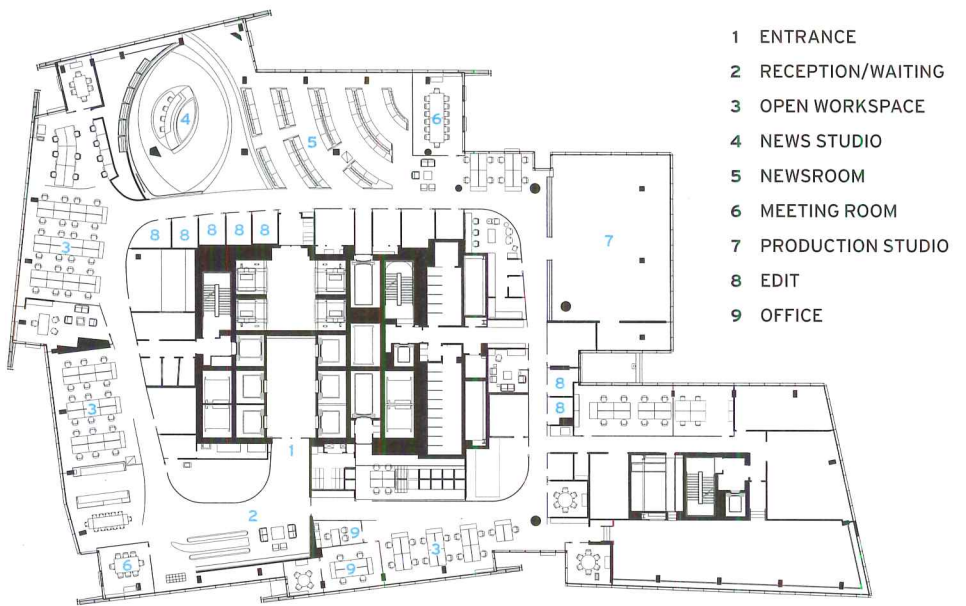 1 ENTRANCE
2 RECEPTION/WAITING
3 OPEN WORKSPACE
4 NEWS STUDIO
5 NEWSROOM
6 MEETING ROOM
7 PRODUCTION STUDIO
8 EDIT
9 OFFICE
4
5
6
8 8 8 8 8
3
7
8
3
8
1
2
9
3
6
9